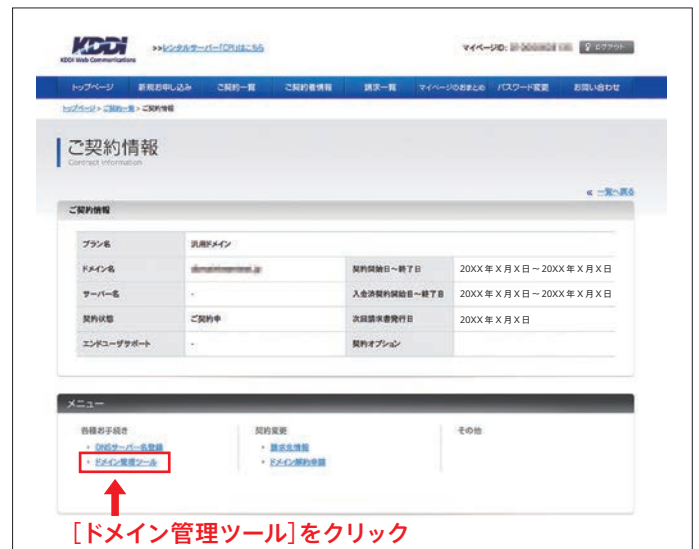 KDDI
KDDI Web Communications
>>レンタルサーバー「CPI」はこちら
マイページID:
ログアウト
トップページ 新規お申し込み ご契約一覧 ご契約者情報 請求一覧 マイページのおまとめ パスワード変更 お問い合わせ
トップページ > ご契約一覧 > ご契約情報
ご契約情報
Contract Information
« 一覧へ戻る
ご契約情報
プラン名 汎用ドメイン
ドメイン名 契約開始日~終了日 20XX年X月X日~20XX年X月X日
サーバー名 - 入金済契約開始日~終了日 20XX年X月X日~20XX年X月X日
契約状態 ご契約中 次回請求書発行日 20XX年X月X日
エンドユーザサポート - 契約オプション
メニュー
各種お手続き 契約変更 その他
DNSサーバー名登録 請求先情報
ドメイン管理ツール ドメイン解約申請
[ドメイン管理ツール]をクリック